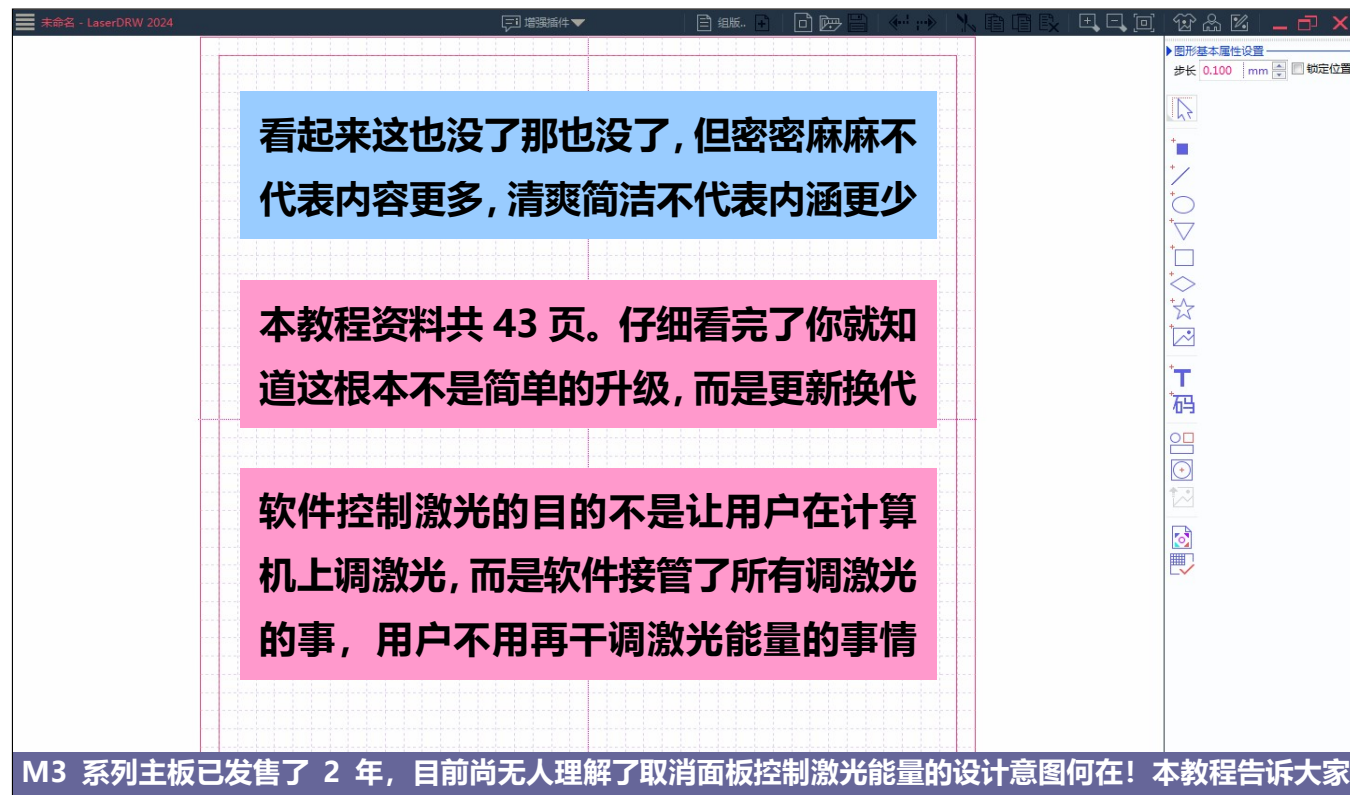 未命名 - LaserDRW 2024
增强插件
组版..
图形基本属性设置
步长 0.100 mm 锁定位置
看起来这也没了那也没了，但密密麻麻不
代表内容更多，清爽简洁不代表内涵更少
本教程资料共 43 页。仔细看完了你就知
道这根本不是简单的升级，而是更新换代
T
码
软件控制激光的目的不是让用户在计算
机上调激光，而是软件接管了所有调激光
的事，用户不用再干调激光能量的事情
M3 系列主板已发售了 2 年，目前尚无人理解了取消面板控制激光能量的设计意图何在！本教程告诉大家